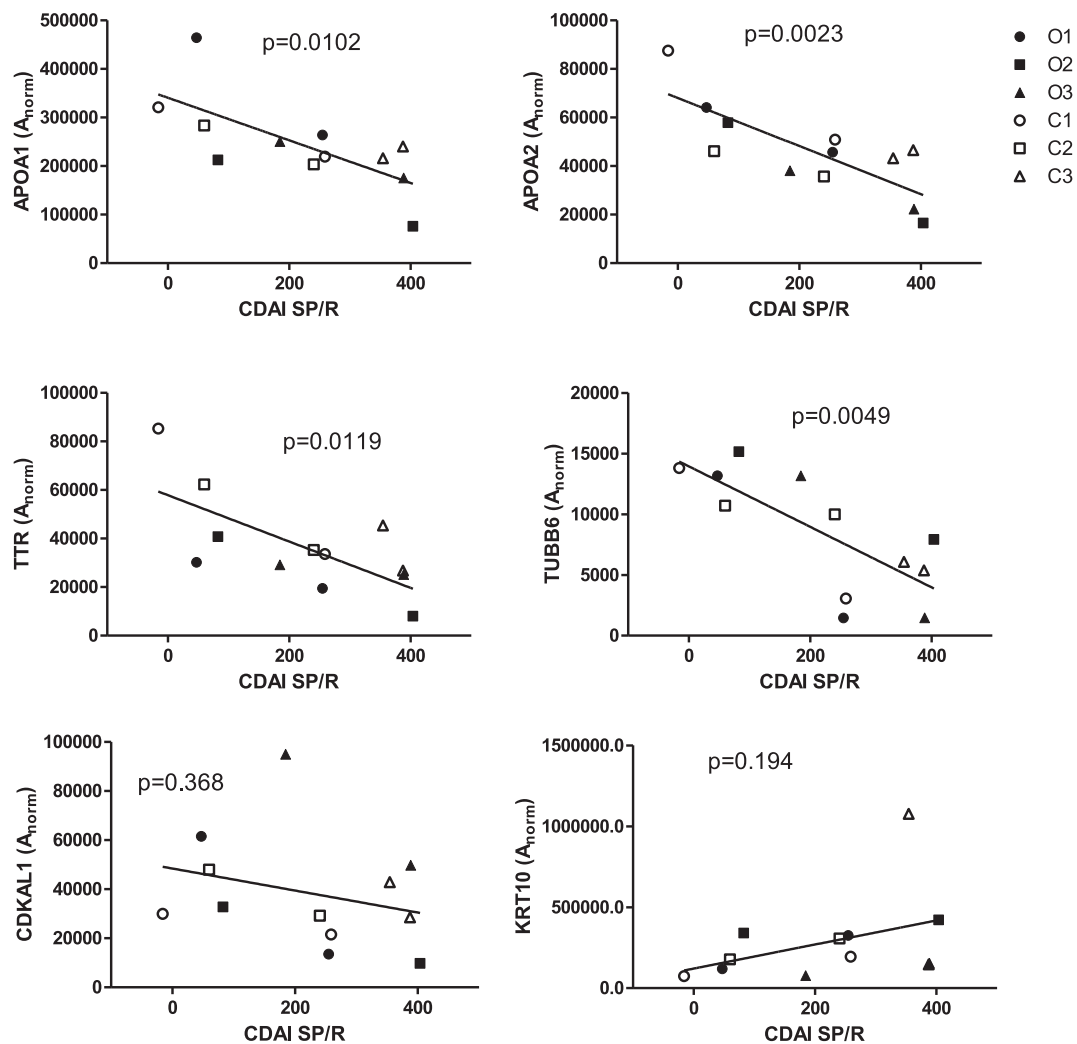 500000
400000
300000
200000
100000
0
APOA1 (Anorm)
p=0.0102
0 200 400
CDAI SP/R
100000
80000
60000
40000
20000
0
APOA2 (Anorm)
p=0.0023
0 200 400
CDAI SP/R
O1
O2
O3
C1
C2
C3
100000
80000
60000
40000
20000
0
TTR (Anorm)
p=0.0119
0 200 400
CDAI SP/R
20000
15000
10000
5000
0
TUBB6 (Anorm)
p=0.0049
0 200 400
CDAI SP/R
100000
80000
60000
40000
20000
0
CDKAL1 (Anorm)
p=0.368
0 200 400
CDAI SP/R
1500000.0
1000000.0
500000.0
0.0
KRT10 (Anorm)
p=0.194
0 200 400
CDAI SP/R